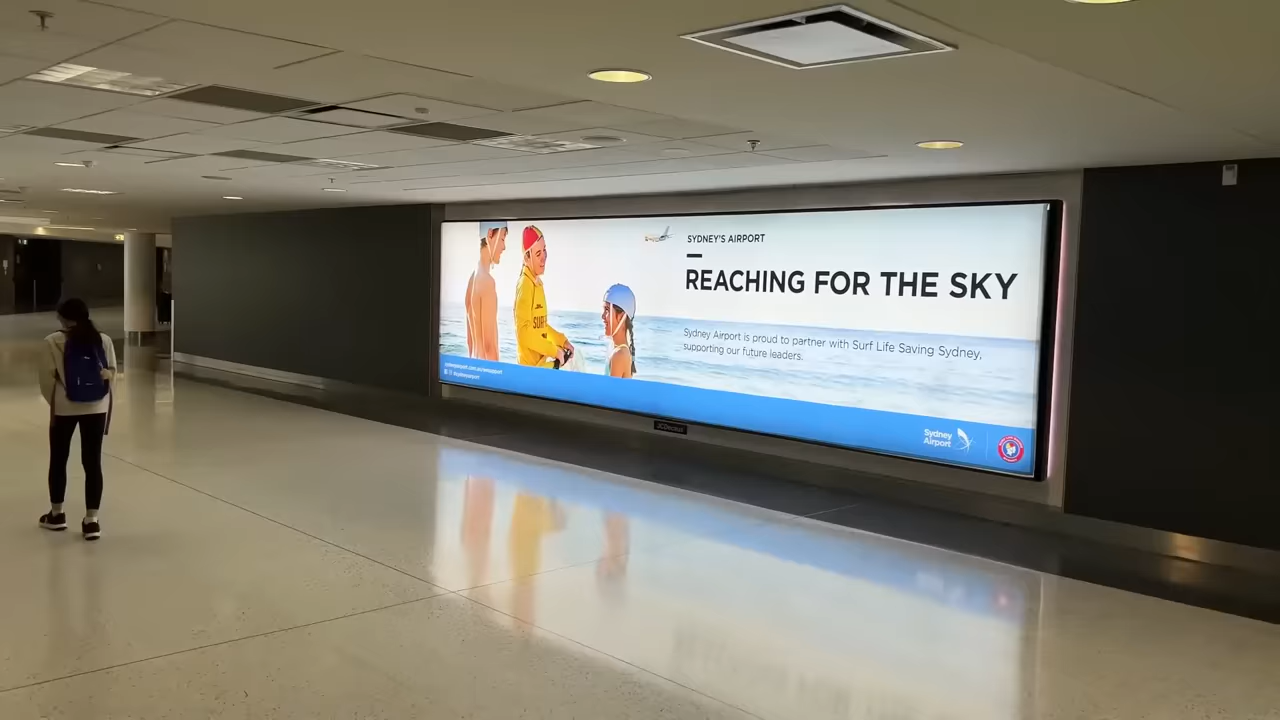 SYDNEY'S AIRPORT
REACHING FOR THE SKY
Sydney Airport is proud to partner with Surf Life Saving Sydney,
supporting our future leaders.
SURF
Sydney
Airport
JCDecaux